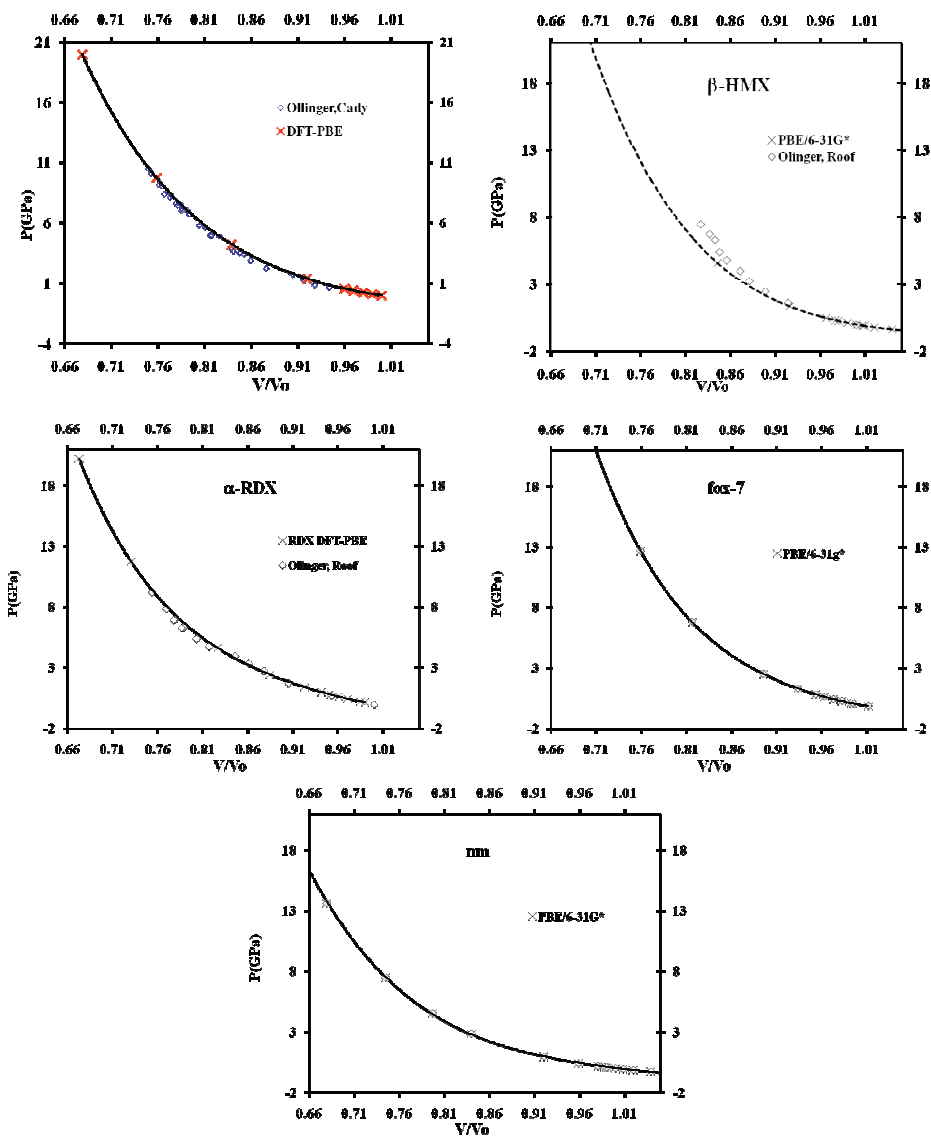 0.66 0.71 0.76 0.81 0.86 0.91 0.96 1.01
21 21
16 16
Ollinger,Cady
DFT-PBE
11 11
P(GPa)
6 6
1 1
-4 -4
0.66 0.71 0.76 0.81 0.86 0.91 0.96 1.01
V/Vo
0.66 0.71 0.76 0.81 0.86 0.91 0.96 1.01
18 18
β-HMX
13 13
PBE/6-31G*
Olinger, Roof
P(GPa)
8 8
3 3
-2 -2
0.66 0.71 0.76 0.81 0.86 0.91 0.96 1.01
V/Vo
0.66 0.71 0.76 0.81 0.86 0.91 0.96 1.01
18 18
α-RDX
RDX DFT-PBE
13 13
Olinger, Roof
P(GPa)
8 8
3 3
-2 -2
0.66 0.71 0.76 0.81 0.86 0.91 0.96 1.01
V/Vo
0.66 0.71 0.76 0.81 0.86 0.91 0.96 1.01
18 18
fox-7
13 13
PBE/6-31g*
P(GPa)
8 8
3 3
-2 -2
0.66 0.71 0.76 0.81 0.86 0.91 0.96 1.01
V/Vo
0.66 0.71 0.76 0.81 0.86 0.91 0.96 1.01
18 18
nm
13 13
PBE/6-31G*
P(GPa)
8 8
3 3
-2 -2
0.66 0.71 0.76 0.81 0.86 0.91 0.96 1.01
V/Vo